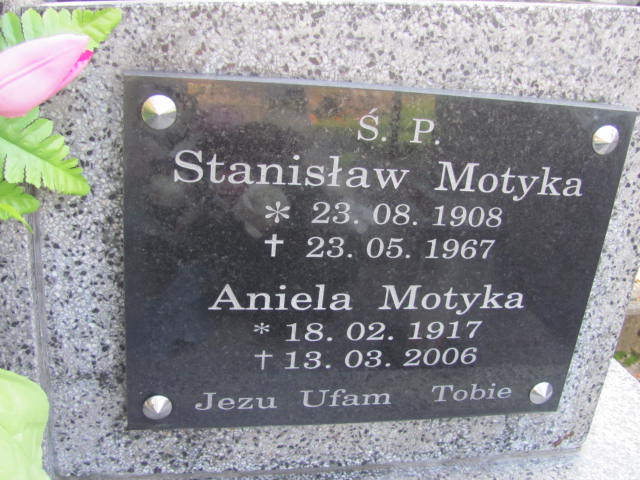 Ś. P.
Stanisław Motyka
* 23. 08. 1908
† 23. 05. 1967
Aniela Motyka
* 18. 02. 1917
† 13. 03. 2006
Jezu Ufam Tobie